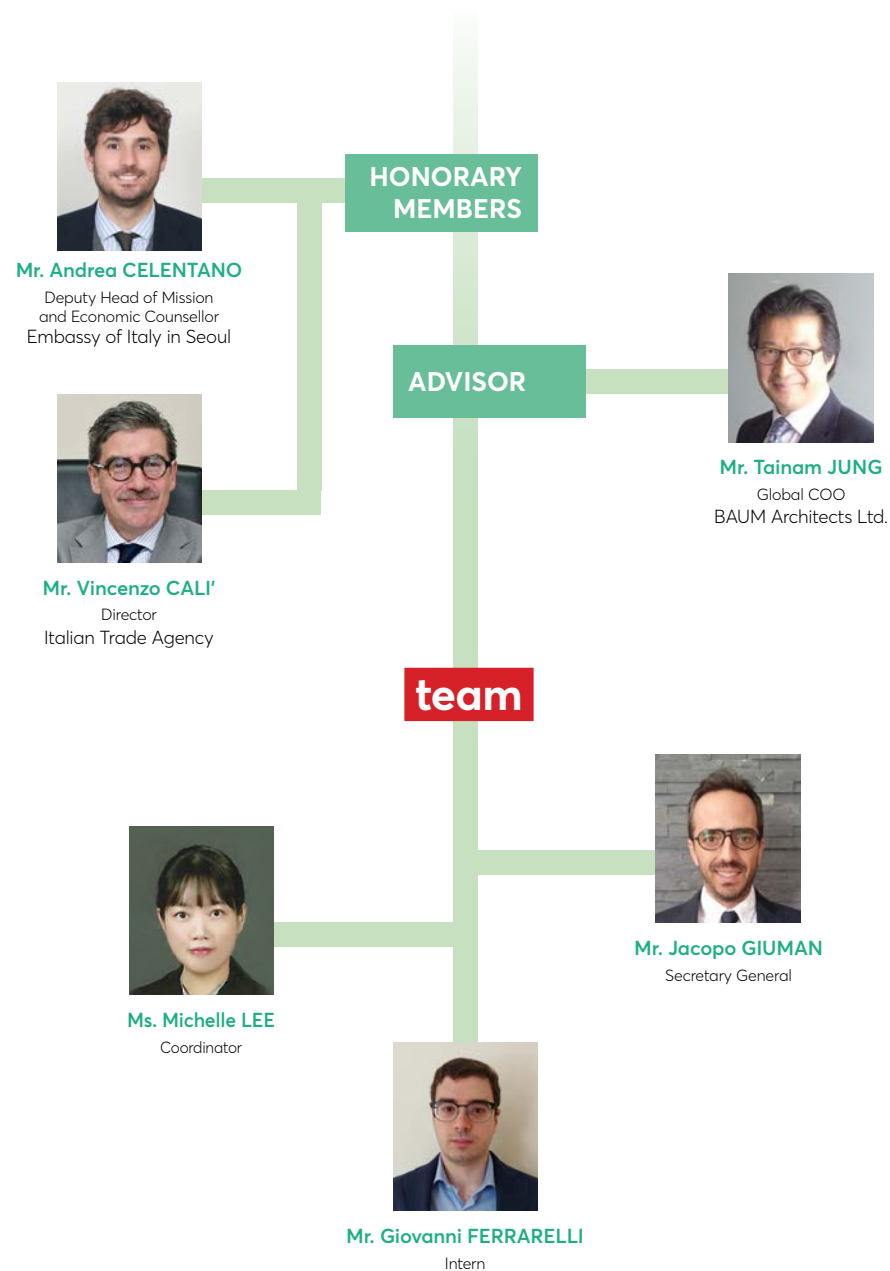 HONORARY
MEMBERS
Mr. Andrea CELENTANO
Deputy Head of Mission
and Economic Counsellor
Embassy of Italy in Seoul
ADVISOR
Mr. Tainam JUNG
Global COO
BAUM Architects Ltd.
Mr. Vincenzo CALI'
Director
Italian Trade Agency
team
Mr. Jacopo GIUMAN
Secretary General
Ms. Michelle LEE
Coordinator
Mr. Giovanni FERRARELLI
Intern